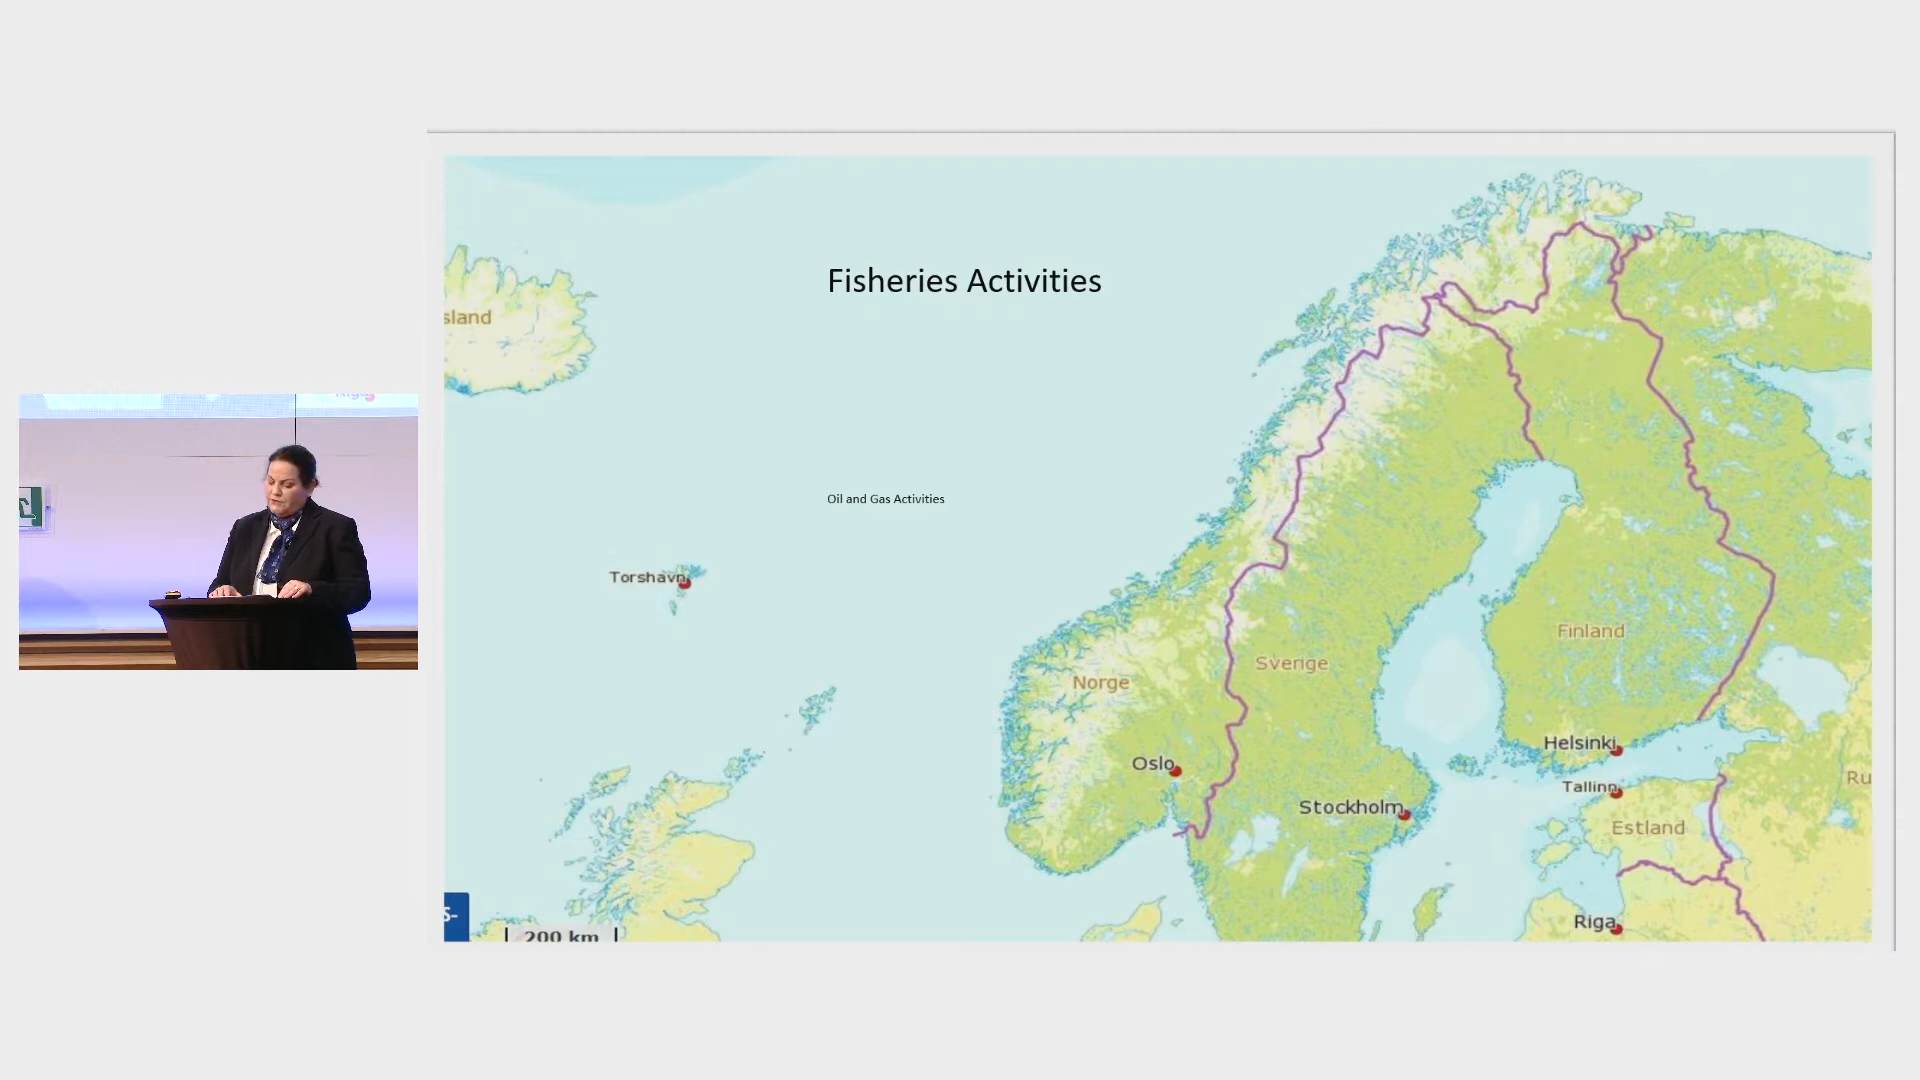 Fisheries Activities
sland
Oil and Gas Activities
Torshavn
Finland
Sverige
Norge
Helsinki
Oslo
Ru
Tallinn
Stockholm
Estland
S-
Riga
200 km